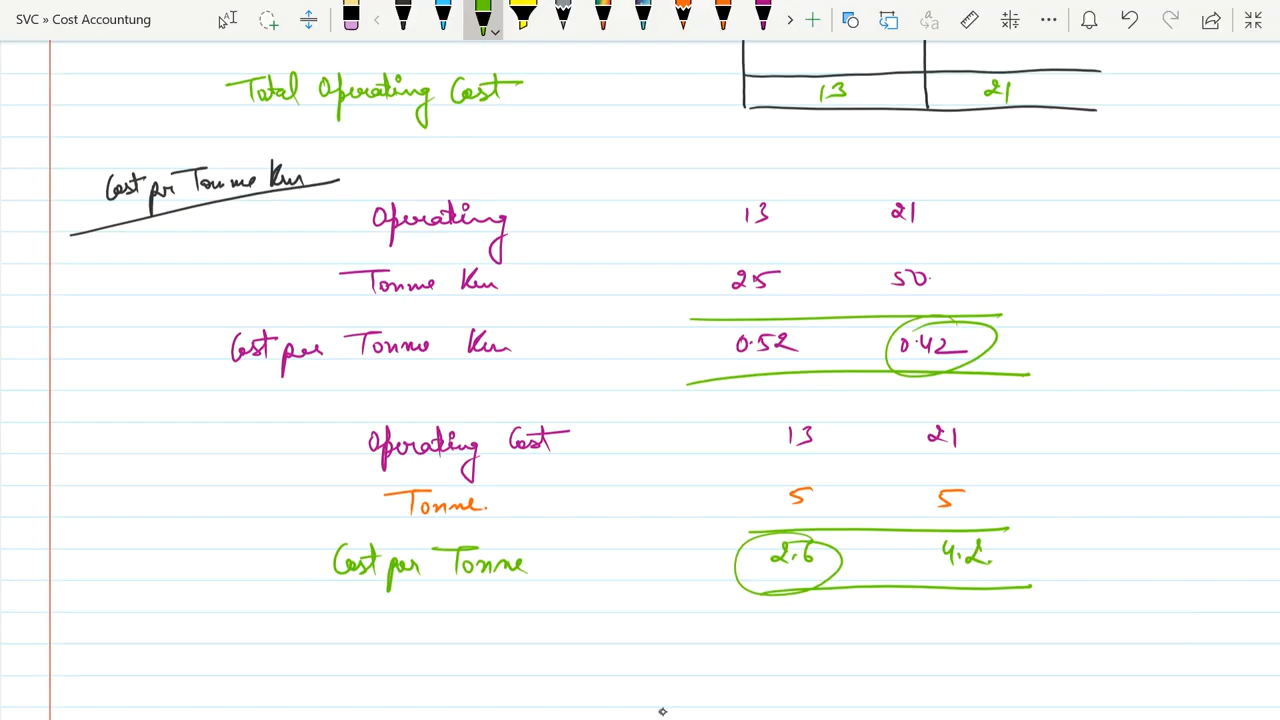 SVC » Cost Accountung
Total Operating Cost 13 21
Cost per Tonne Km
Operating 13 21
Tonne Km 25 50
Cost per Tonne Km 0.52 0.42
Operating Cost 13 21
Tonne. 5 5
Cost per Tonne 2.6 4.2